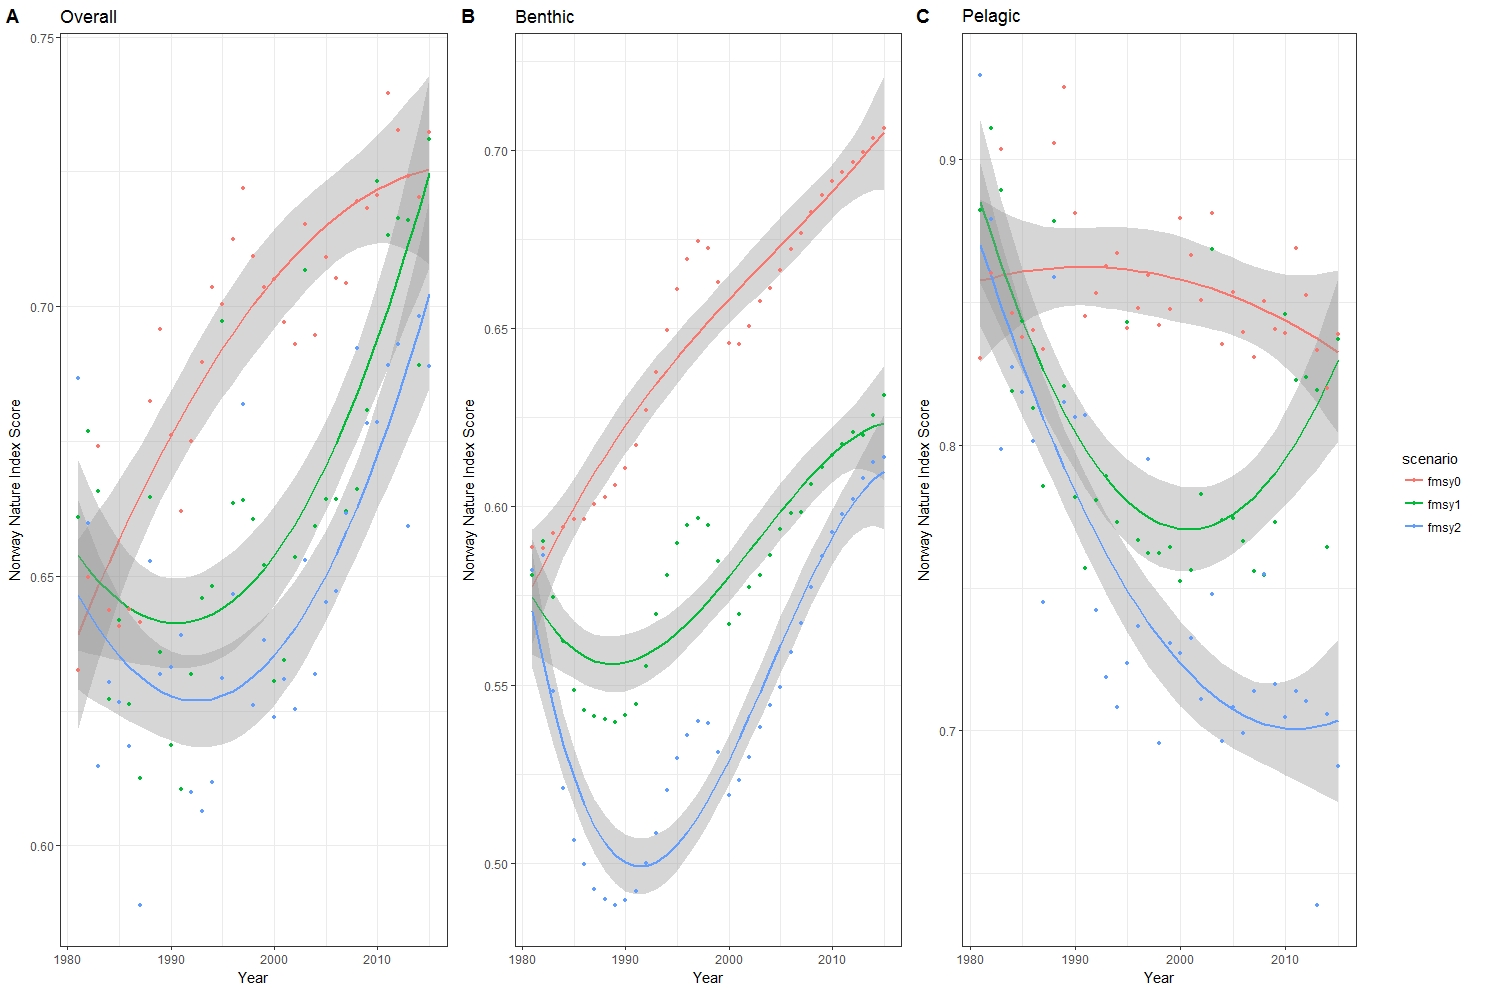 A Overall
B Benthic
C Pelagic
Norway Nature Index Score
0.75
0.70
0.65
0.60
1980 1990 2000 2010
Year
Norway Nature Index Score
0.70
0.65
0.60
0.55
0.50
1980 1990 2000 2010
Year
Norway Nature Index Score
0.9
0.8
0.7
1980 1990 2000 2010
Year
scenario
fmsy0
fmsy1
fmsy2